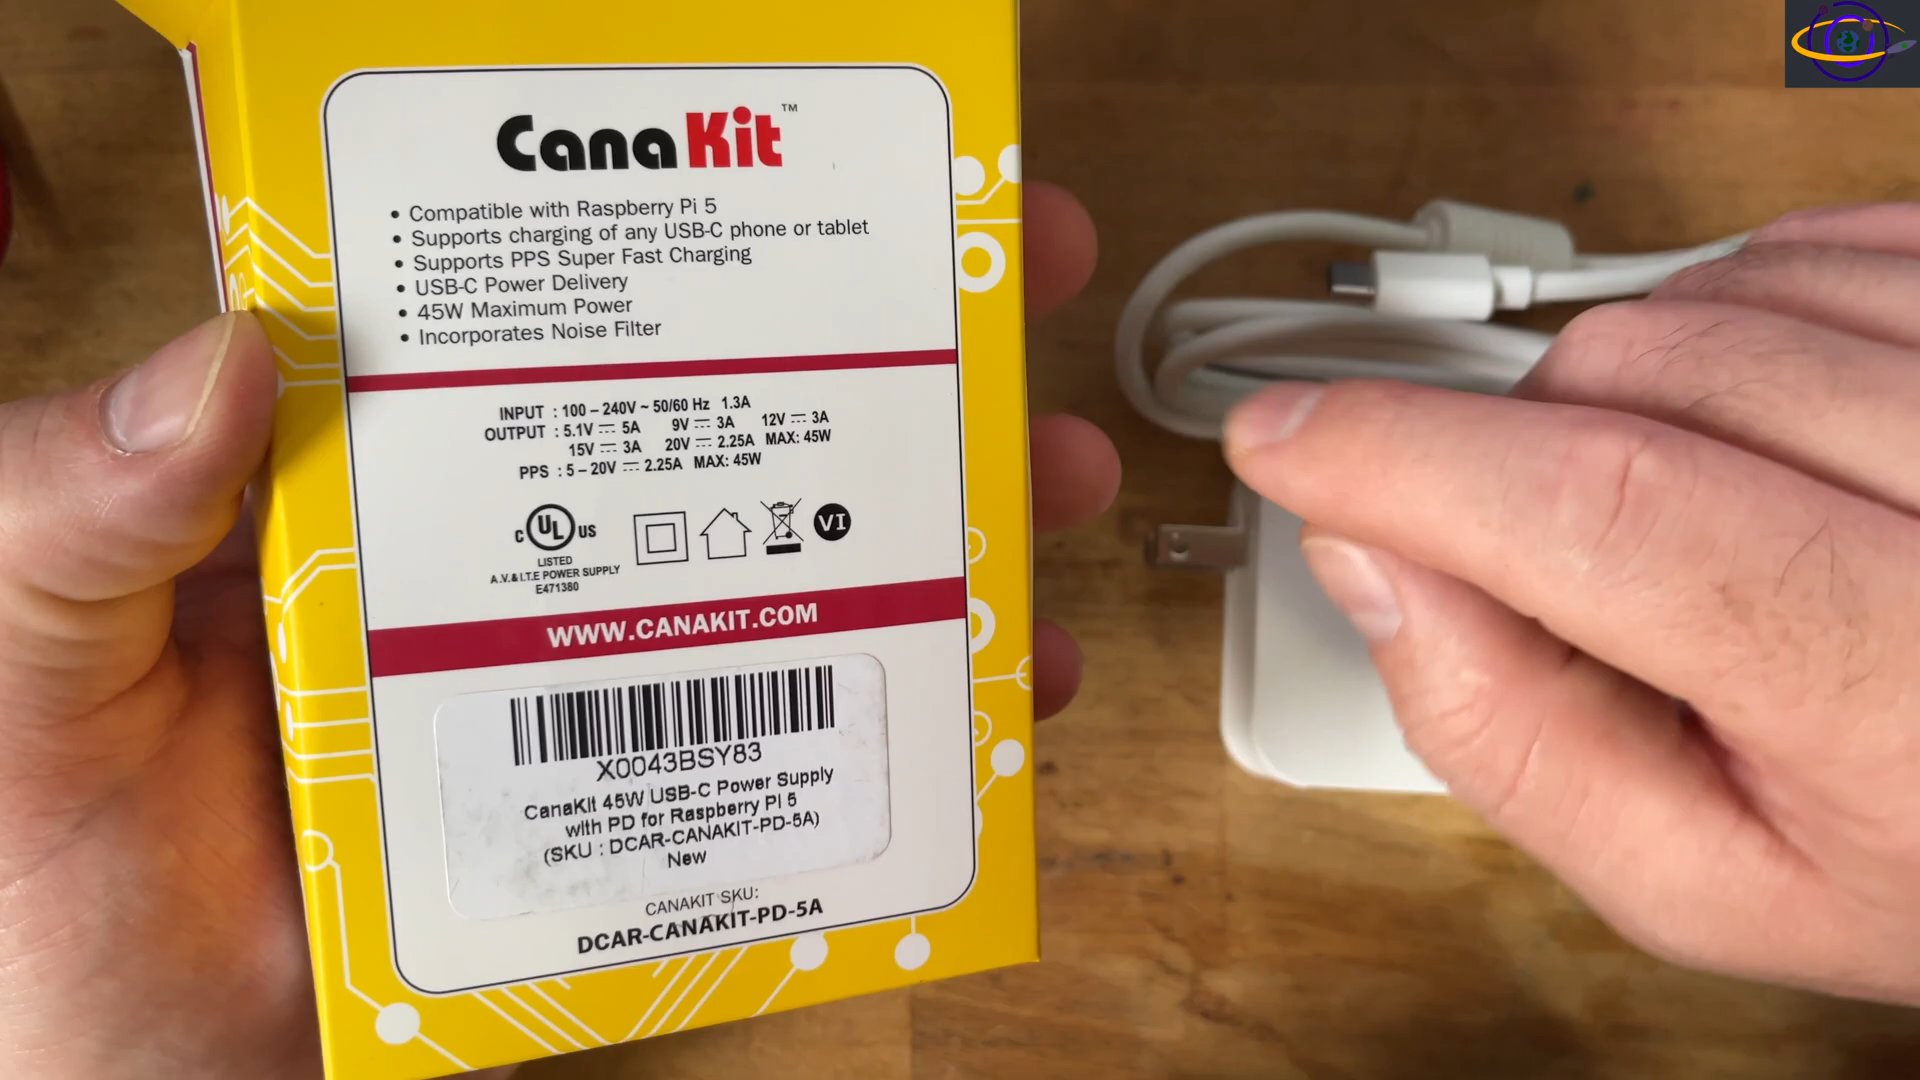 CanaKit™
• Compatible with Raspberry Pi 5
• Supports charging of any USB-C phone or tablet
• Supports PPS Super Fast Charging
• USB-C Power Delivery
• 45W Maximum Power
• Incorporates Noise Filter
INPUT : 100 – 240V ~ 50/60 Hz 1.3A
OUTPUT : 5.1V ⎓ 5A 9V ⎓ 3A 12V ⎓ 3A
15V ⎓ 3A 20V ⎓ 2.25A MAX: 45W
PPS : 5 – 20V ⎓ 2.25A MAX: 45W
C UL US VI
LISTED
A.V.& I.T.E POWER SUPPLY
E471380
WWW.CANAKIT.COM
X0043BSY83
CanaKit 45W USB-C Power Supply
with PD for Raspberry Pi 5
(SKU : DCAR-CANAKIT-PD-5A)
New
CANAKIT SKU:
DCAR-CANAKIT-PD-5A